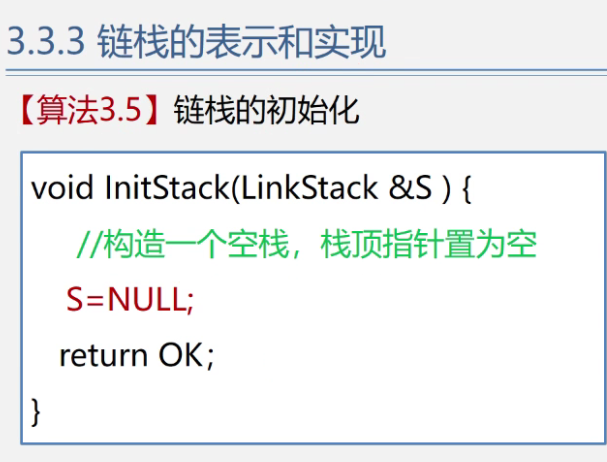 3.3.3 链栈的表示和实现
【算法3.5】链栈的初始化
void InitStack(LinkStack &S ) {
//构造一个空栈，栈顶指针置为空
S=NULL;
return OK；
}